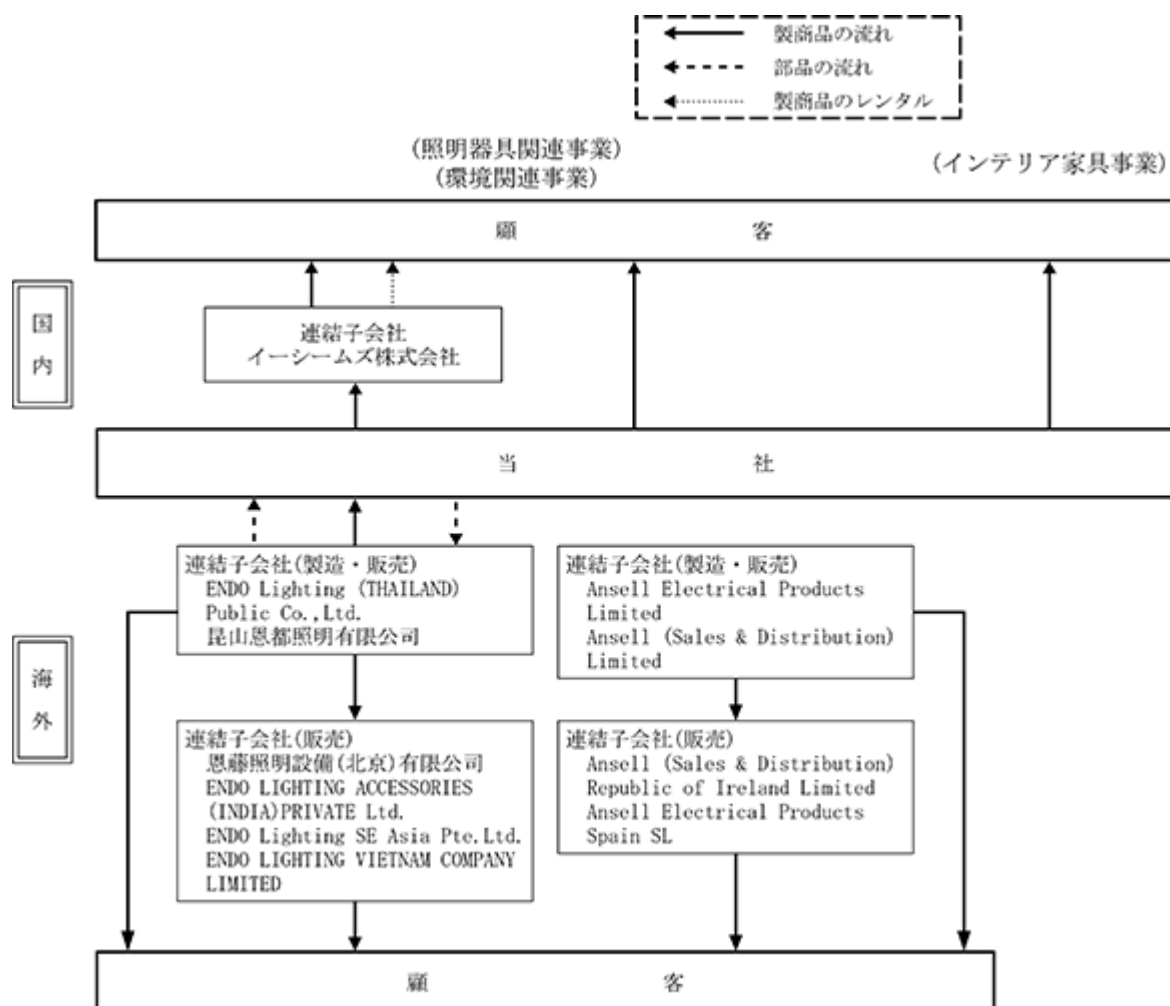 製商品の流れ
部品の流れ
製商品のレンタル
(照明器具関連事業)
(環境関連事業)
(インテリア家具事業)
顧 客
国内
連結子会社
イーシームズ株式会社
当 社
海外
連結子会社(製造・販売)
ENDO Lighting (THAILAND)
Public Co.,Ltd.
昆山恩都照明有限公司
連結子会社(製造・販売)
Ansell Electrical Products
Limited
Ansell (Sales & Distribution)
Limited
連結子会社(販売)
恩藤照明設備(北京)有限公司
ENDO LIGHTING ACCESSORIES
(INDIA)PRIVATE Ltd.
ENDO Lighting SE Asia Pte.Ltd.
ENDO LIGHTING VIETNAM COMPANY
LIMITED
連結子会社(販売)
Ansell (Sales & Distribution)
Republic of Ireland Limited
Ansell Electrical Products
Spain SL
顧 客